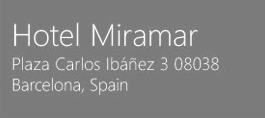 Hotel Miramar
Plaza Carlos Ibáñez 3 08038
Barcelona, Spain